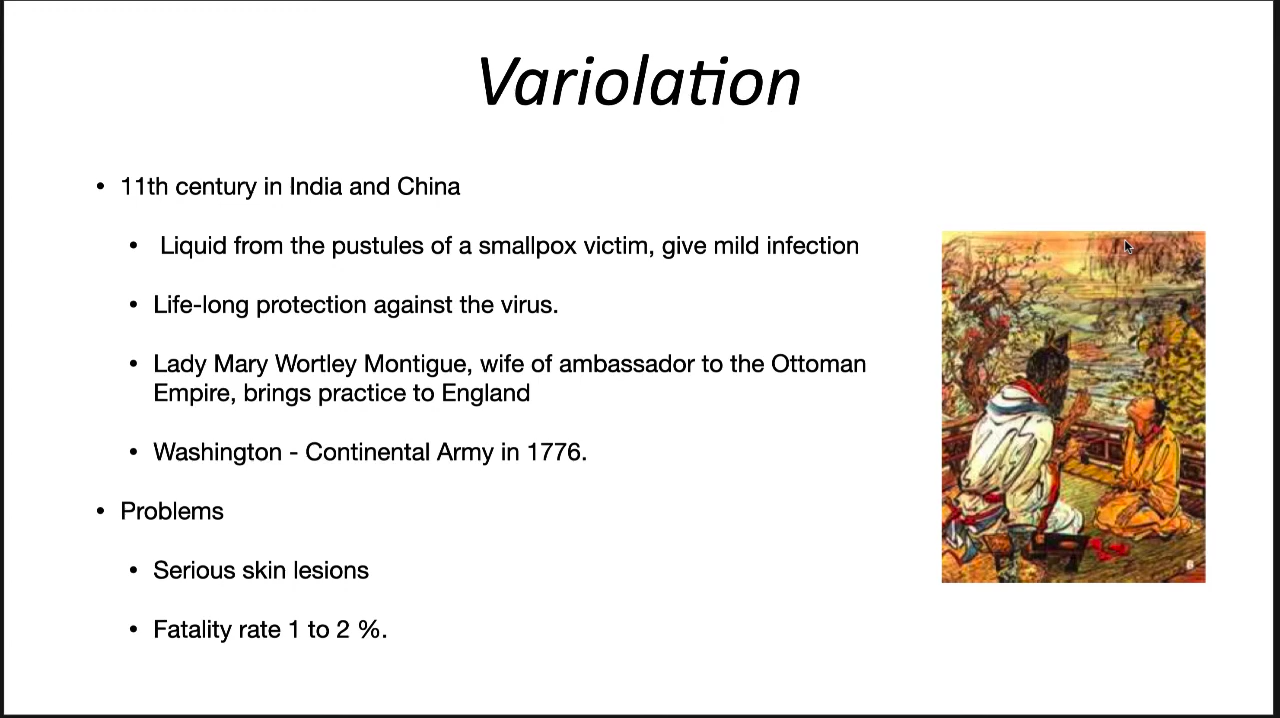 Variolation
• 11th century in India and China
• Liquid from the pustules of a smallpox victim, give mild infection
• Life-long protection against the virus.
• Lady Mary Wortley Montigue, wife of ambassador to the Ottoman
Empire, brings practice to England
• Washington - Continental Army in 1776.
• Problems
• Serious skin lesions
• Fatality rate 1 to 2 %.